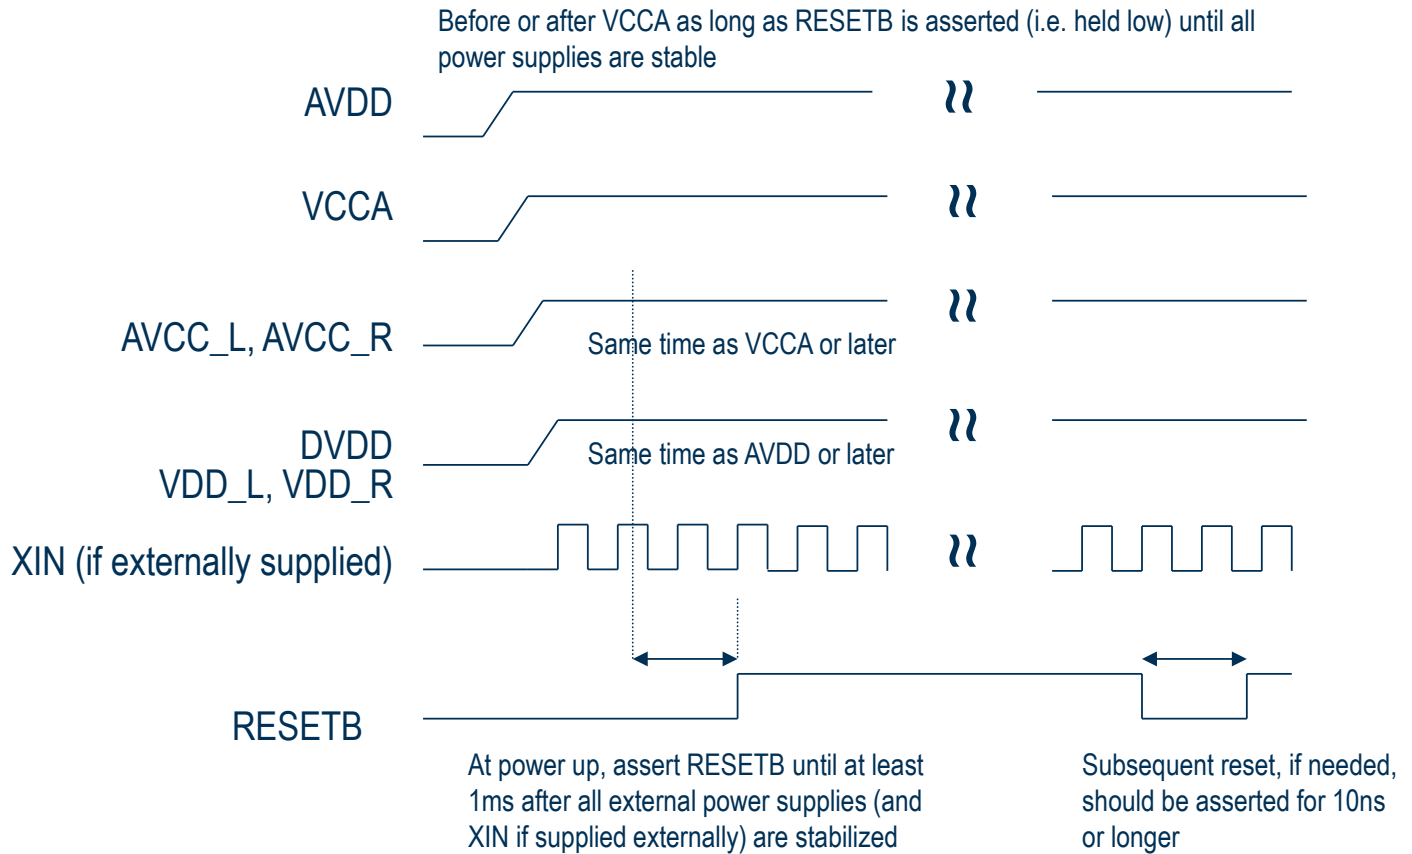 Before or after VCCA as long as RESETB is asserted (i.e. held low) until all
power supplies are stable
AVDD
VCCA
AVCC_L, AVCC_R
Same time as VCCA or later
DVDD
VDD_L, VDD_R
Same time as AVDD or later
XIN (if externally supplied)
RESETB
At power up, assert RESETB until at least
1ms after all external power supplies (and
XIN if supplied externally) are stabilized
Subsequent reset, if needed,
should be asserted for 10ns
or longer